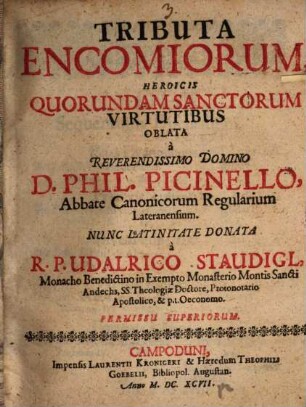 3.
TRIBUTA
ENCOMIORUM,
HEROICIS
QUORUNDAM SANCTORUM
VIRTUTIBUS
OBLATA
à
REVERENDISSIMO DOMINO
D. PHIL. PICINELLO,
Abbate Canonicorum Regularium
Lateranensium.
NUNC LATINITATE DONATA
à
R. P. UDALRICO STAUDIGL,
Monacho Benedictino in Exempto Monasterio Montis Sancti
Andechs, SS Theologiæ Doctore, Protonotario
Apostolico, & p.t. Oeconomo.
PERMISSU SUPERIORUM.
CAMPODUNI,
Impensis LAURENTII KRONIGERI & Hæredum THEOPHILI
GOEBELII, Bibliopol. Augustan.
Anno M. DC. XCVII.